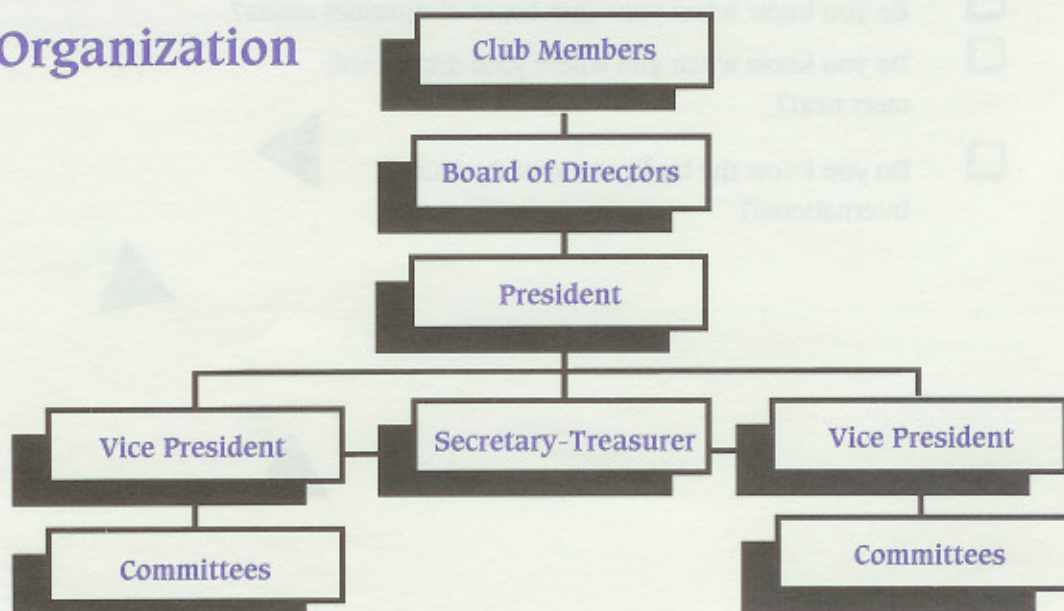 Organization
Club Members
Board of Directors
President
Vice President
Secretary-Treasurer
Vice President
Committees
Committees